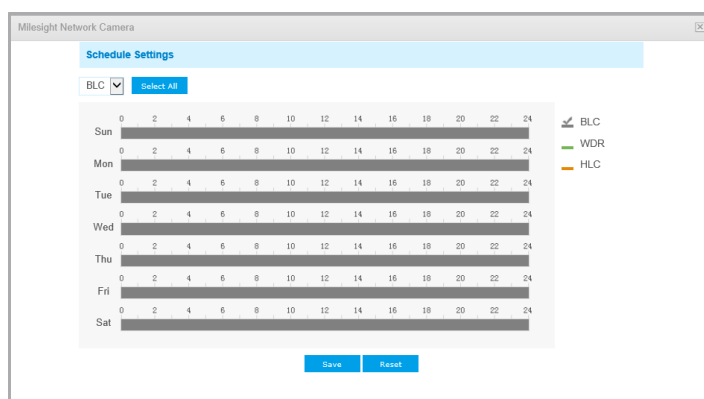 Milesight Network Camera
Schedule Settings
BLC Select All
0 2 4 6 8 10 12 14 16 18 20 22 24
Sun
0 2 4 6 8 10 12 14 16 18 20 22 24
Mon
0 2 4 6 8 10 12 14 16 18 20 22 24
Tue
0 2 4 6 8 10 12 14 16 18 20 22 24
Wed
0 2 4 6 8 10 12 14 16 18 20 22 24
Thu
0 2 4 6 8 10 12 14 16 18 20 22 24
Fri
0 2 4 6 8 10 12 14 16 18 20 22 24
Sat
BLC
WDR
HLC
Save Reset